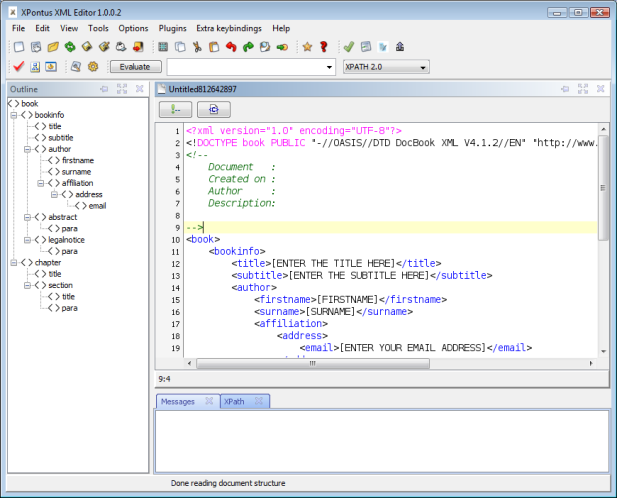 XPontus XML Editor 1.0.0.2
File Edit View Tools Options Plugins Xtra keybindings Help
Evaluate XPATH 2.0
Outline
book
bookinfo
title
subtitle
author
firstname
surname
affiliation
address
email
abstract
para
legalnotice
para
chapter
title
section
title
para
Untitled812642897
1 <?xml version="1.0" encoding="UTF-8"?>
2 <!DOCTYPE book PUBLIC "-//OASIS//DTD DocBook XML V4.1.2//EN" "http://www.
3 <!--
4 Document :
5 Created on :
6 Author :
7 Description:
8
9 -->
10 <book>
11 <bookinfo>
12 <title>[ENTER THE TITLE HERE]</title>
13 <subtitle>[ENTER THE SUBTITLE HERE]</subtitle>
14 <author>
15 <firstname>[FIRSTNAME]</firstname>
16 <surname>[SURNAME]</surname>
17 <affiliation>
18 <address>
19 <email>[ENTER YOUR EMAIL ADDRESS]</email>
9:4
Messages XPath
Done reading document structure